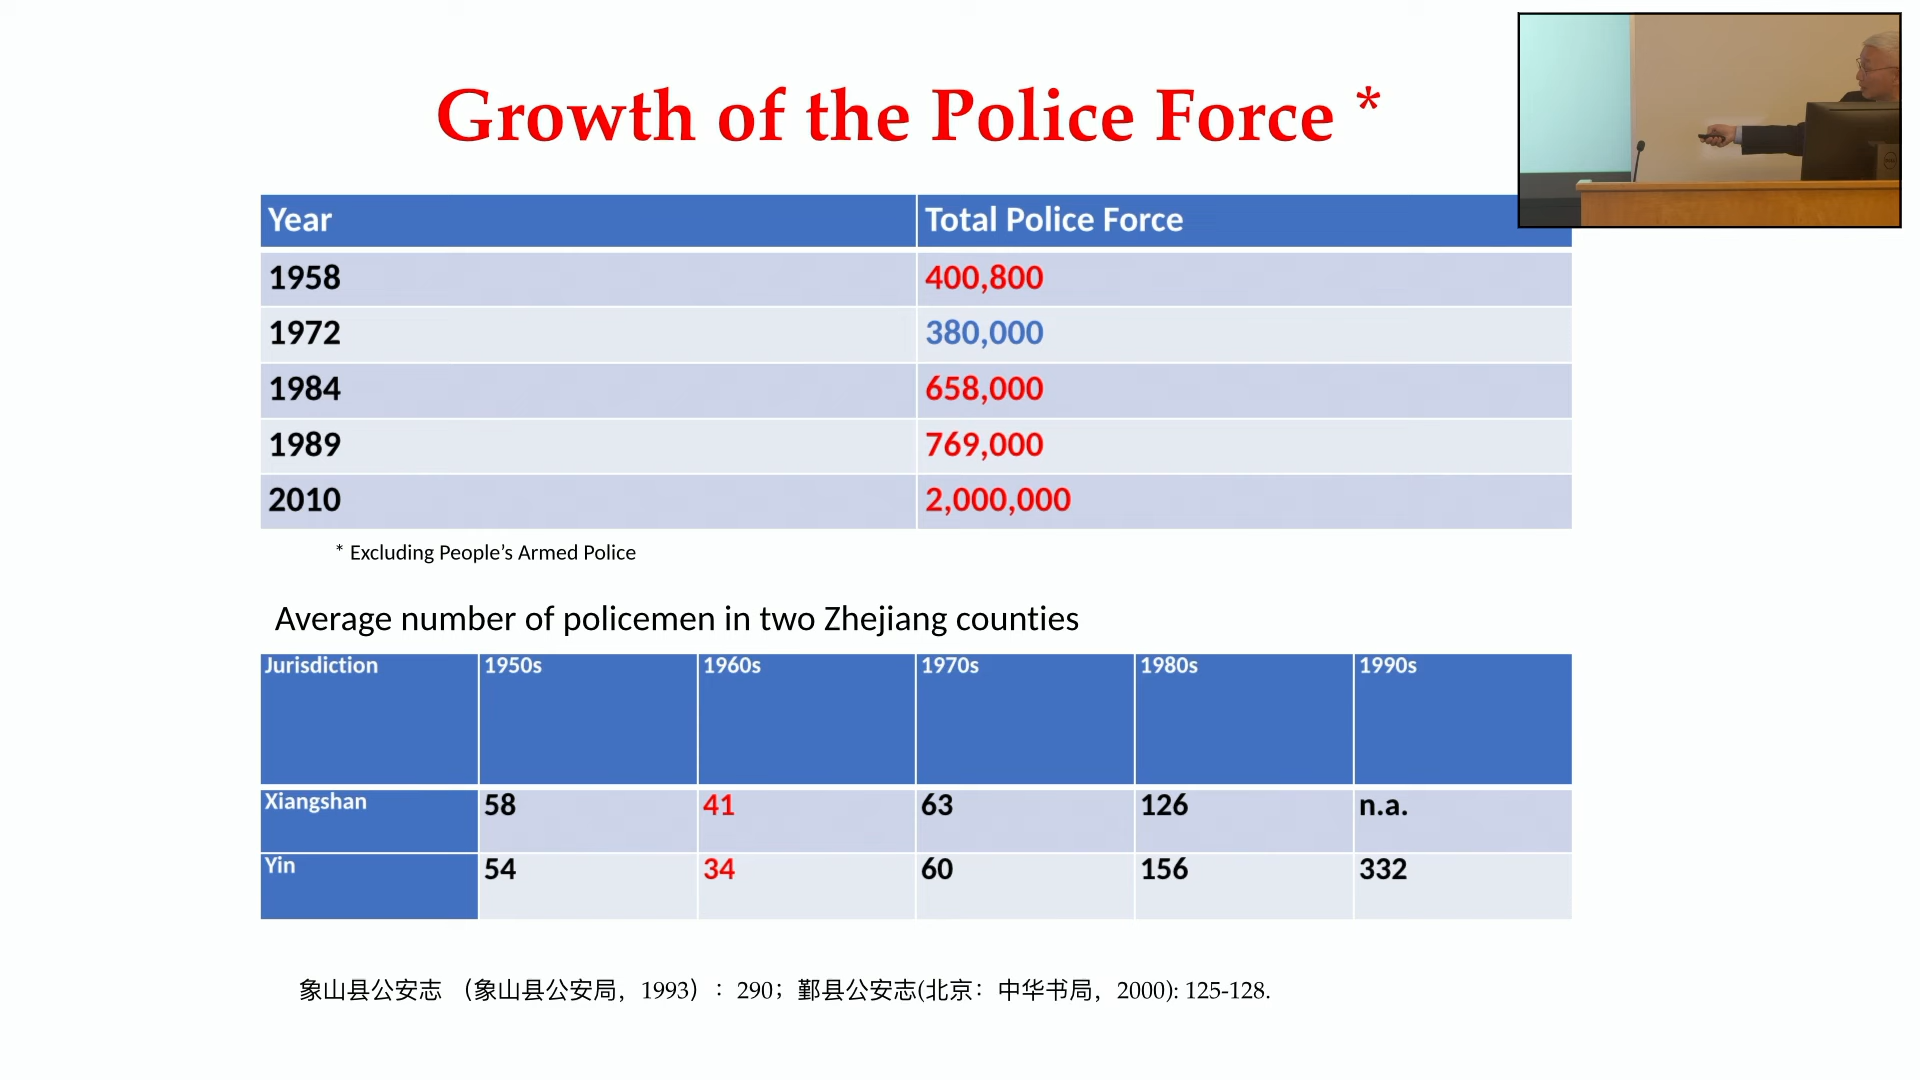 Growth of the Police Force *
Year Total Police Force
1958 400,800
1972 380,000
1984 658,000
1989 769,000
2010 2,000,000
* Excluding People’s Armed Police
Average number of policemen in two Zhejiang counties
Jurisdiction 1950s 1960s 1970s 1980s 1990s
Xiangshan 58 41 63 126 n.a.
Yin 54 34 60 156 332
象山县公安志 （象山县公安局，1993）：290；鄞县公安志(北京：中华书局，2000): 125-128.